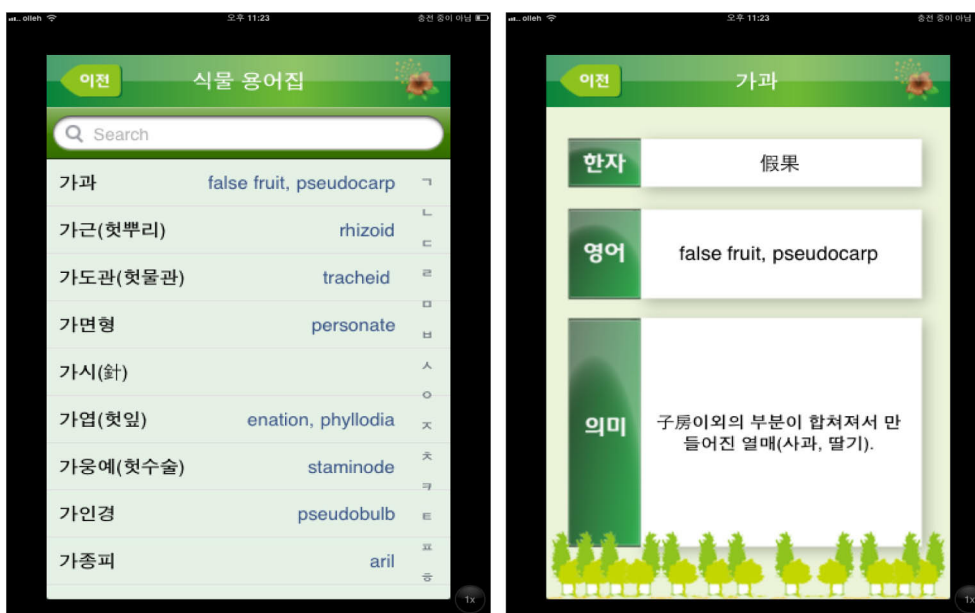 olleh
오후 11:23
충전 중이 아님
이전
식물 용어집
Search
가과 false fruit, pseudocarp
가근(헛뿌리) rhizoid
가도관(헛물관) tracheid
가면형 personate
가시(針)
가엽(헛잎) enation, phyllodia
가웅예(헛수술) staminode
가인경 pseudobulb
가종피 aril
ㄱ
ㄴ
ㄷ
ㄹ
ㅁ
ㅂ
ㅅ
ㅇ
ㅈ
ㅊ
ㅋ
ㅌ
ㅍ
ㅎ
1x
olleh
오후 11:23
충전 중이 아님
이전
가과
한자
假果
영어
false fruit, pseudocarp
의미
子房이외의 부분이 합쳐져서 만
들어진 열매(사과, 딸기).
1x